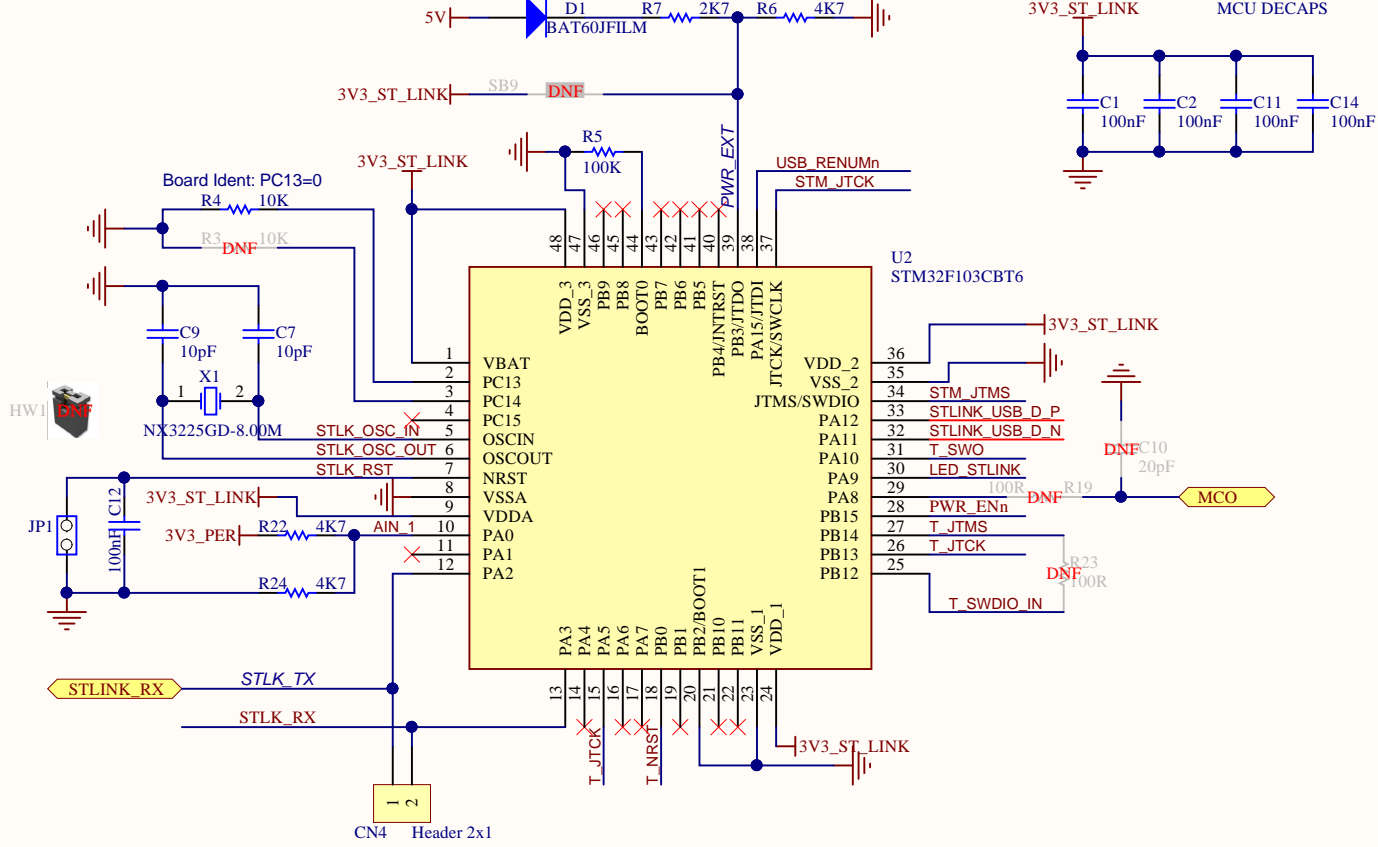 5V
D1
BAT60JFILM
R7
2K7
R6
4K7
3V3_ST_LINK
MCU DECAPS
3V3_ST_LINK
SB9
DNF
C1
100nF
C2
100nF
C11
100nF
C14
100nF
PWR_EXT
R5
100K
3V3_ST_LINK
USB_RENUMn
STM_JTCK
Board Ident: PC13=0
R4
10K
R3
DNF
10K
48
47
46
45
44
43
42
41
40
39
38
37
U2
STM32F103CBT6
VDD_3
VSS_3
PB9
PB8
BOOT0
PB7
PB6
PB5
PB4/JNTRST
PB3/JTDO
PA15/JTDI
JTCK/SWCLK
C9
10pF
C7
10pF
X1
1
2
NX3225GD-8.00M
HW1
DNF
STLK_OSC_IN
STLK_OSC_OUT
STLK_RST
3V3_ST_LINK
3V3_PER
R22
4K7
AIN_1
R24
4K7
JP1
C12
100nF
1
VBAT
2
PC13
3
PC14
4
PC15
5
OSCIN
6
OSCOUT
7
NRST
8
VSSA
9
VDDA
10
PA0
11
PA1
12
PA2
VDD_2
36
3V3_ST_LINK
VSS_2
35
JTMS/SWDIO
34
STM_JTMS
PA12
33
STLINK_USB_D_P
PA11
32
STLINK_USB_D_N
PA10
31
T_SWO
PA9
30
LED_STLINK
PA8
29
100R
DNF
R19
MCO
DNF
C10
20pF
PB15
28
PWR_ENn
PB14
27
T_JTMS
PB13
26
T_JTCK
PB12
25
T_SWDIO_IN
R23
DNF
100R
PA3
PA4
PA5
PA6
PA7
PB0
PB1
PB2/BOOT1
PB10
PB11
VSS_1
VDD_1
13
14
15
16
17
18
19
20
21
22
23
24
STLINK_RX
STLK_TX
STLK_RX
T_JTCK
T_NRST
3V3_ST_LINK
1
2
CN4
Header 2x1